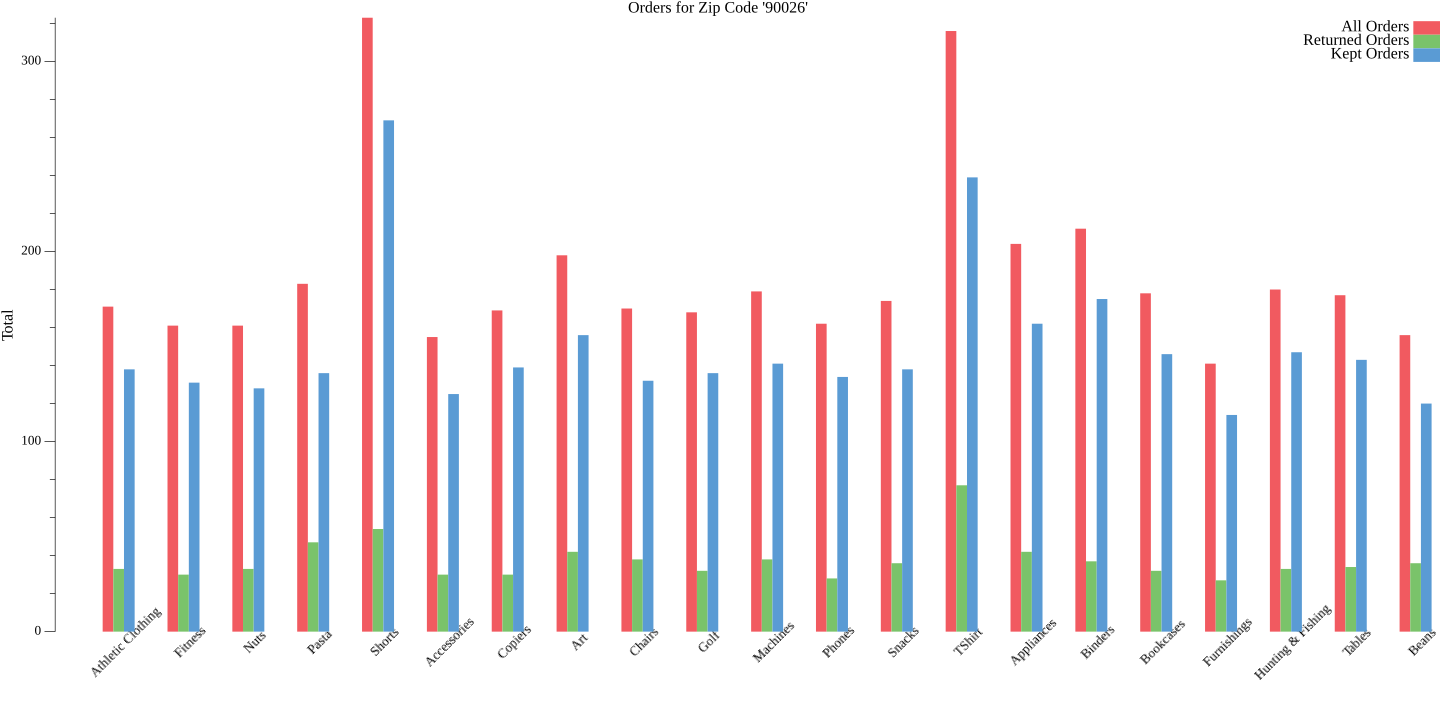 Orders for Zip Code '90026'
All Orders
Returned Orders
Kept Orders
Total
300
200
100
0
Athletic Clothing
Fitness
Nuts
Pasta
Shorts
Accessories
Copiers
Art
Chairs
Golf
Machines
Phones
Snacks
TShirt
Appliances
Binders
Bookcases
Furnishings
Hunting & Fishing
Tables
Beans